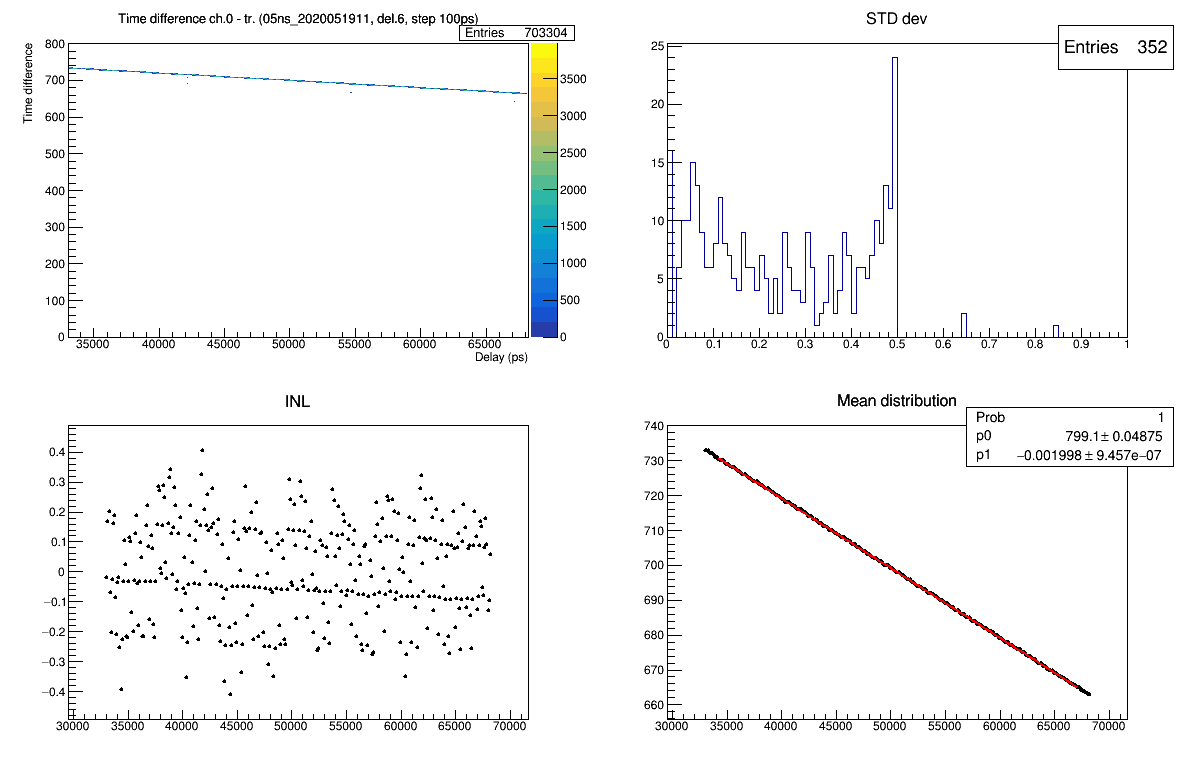 Time difference ch.0 - tr. (05ns_2020051911, del.6, step 100ps)
Entries 703304
Time difference
800
700
600
500
400
300
200
100
0
35000 40000 45000 50000 55000 60000 65000
Delay (ps)
3500
3000
2500
2000
1500
1000
500
0
STD dev
Entries 352
25
20
15
10
5
0
0 0.1 0.2 0.3 0.4 0.5 0.6 0.7 0.8 0.9 1
INL
0.4
0.3
0.2
0.1
0
−0.1
−0.2
−0.3
−0.4
30000 35000 40000 45000 50000 55000 60000 65000 70000
Mean distribution
Prob 1
p0 799.1 ± 0.04875
p1 −0.001998 ± 9.457e−07
740
730
720
710
700
690
680
670
660
30000 35000 40000 45000 50000 55000 60000 65000 70000